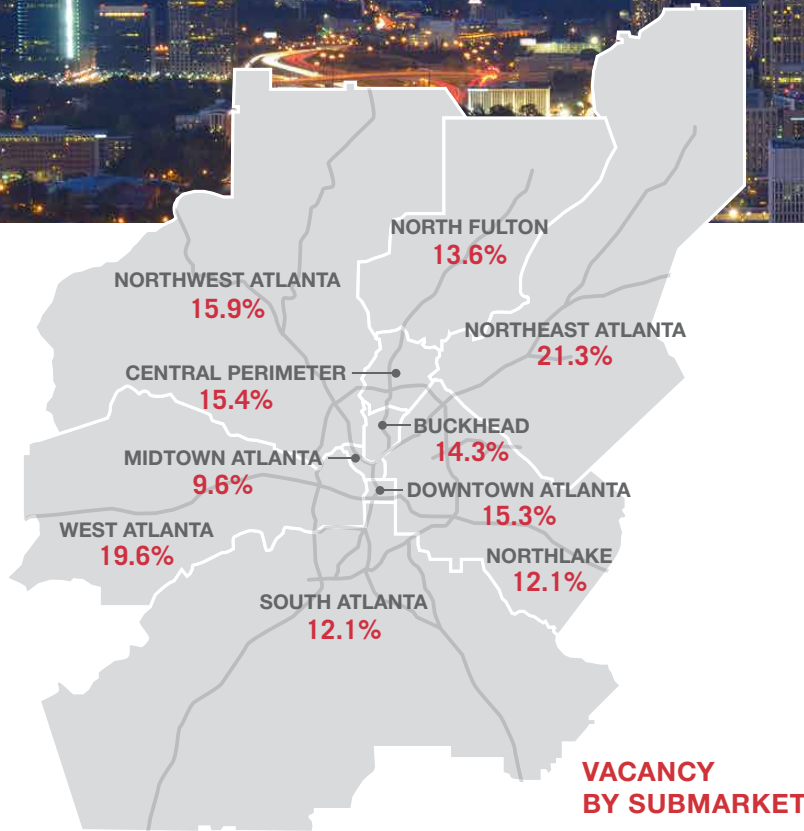 NORTH FULTON
13.6%
NORTHWEST ATLANTA
15.9%
NORTHEAST ATLANTA
21.3%
CENTRAL PERIMETER
15.4%
BUCKHEAD
14.3%
MIDTOWN ATLANTA
9.6%
DOWNTOWN ATLANTA
15.3%
WEST ATLANTA
19.6%
NORTHLAKE
12.1%
SOUTH ATLANTA
12.1%
VACANCY
BY SUBMARKET